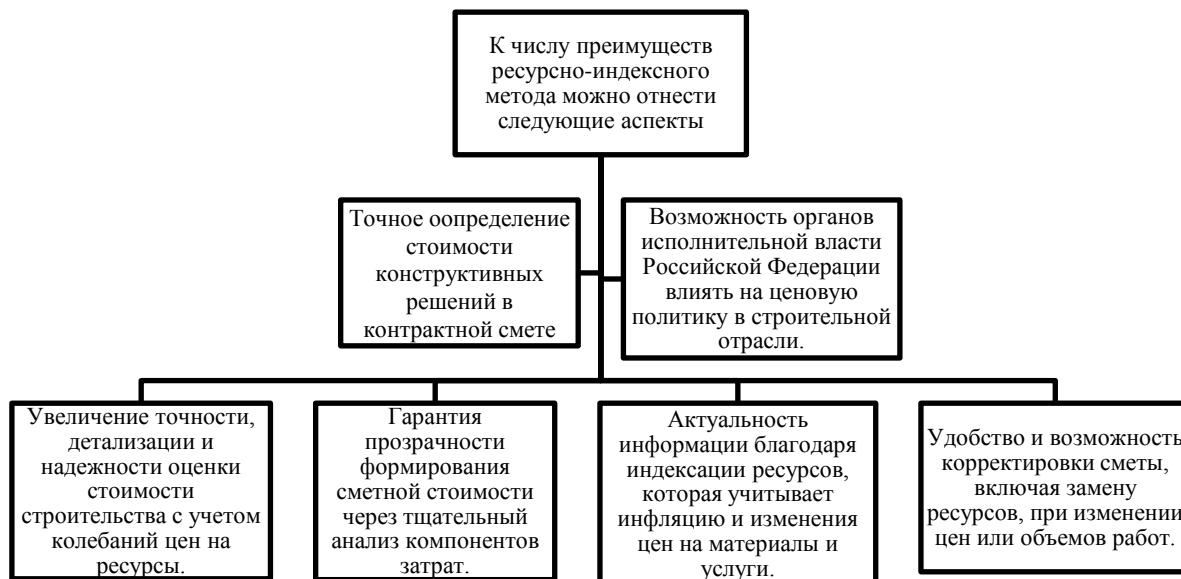 К числу преимуществ
ресурсно-индексного
метода можно отнести
следующие аспекты
Точное оопределение
стоимости
конструктивных
решений в
контрактной смете
Возможность органов
исполнительной власти
Российской Федерации
влиять на ценовую
политику в строительной
отрасли.
Увеличение точности,
детализации и
надежности оценки
стоимости
строительства с учетом
колебаний цен на
ресурсы.
Гарантия
прозрачности
формирования
сметной стоимости
через тщательный
анализ компонентов
затрат.
Актуальность
информации благодаря
индексации ресурсов,
которая учитывает
инфляцию и изменения
цен на материалы и
услуги.
Удобство и возможность
корректировки сметы,
включая замену
ресурсов, при изменении
цен или объемов работ.